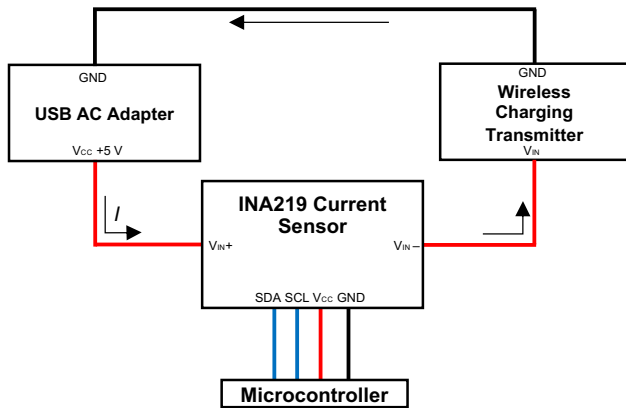 GND
USB AC Adapter
Vcc +5 V
GND
Wireless
Charging
Transmitter
VIN
I
INA219 Current
Sensor
VIN+
VIN–
SDA SCL Vcc GND
Microcontroller